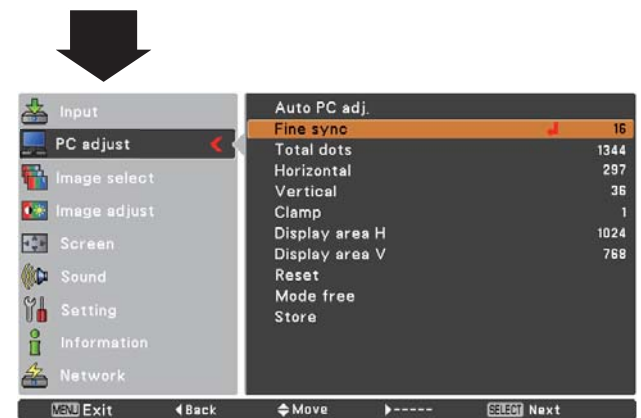 Input
PC adjust
Image select
Image adjust
Screen
Sound
Setting
Information
Network
Auto PC adj.
Fine sync 16
Total dots 1344
Horizontal 297
Vertical 36
Clamp 1
Display area H 1024
Display area V 768
Reset
Mode free
Store
MENU Exit ◀Back Move ▶----- SELECT Next